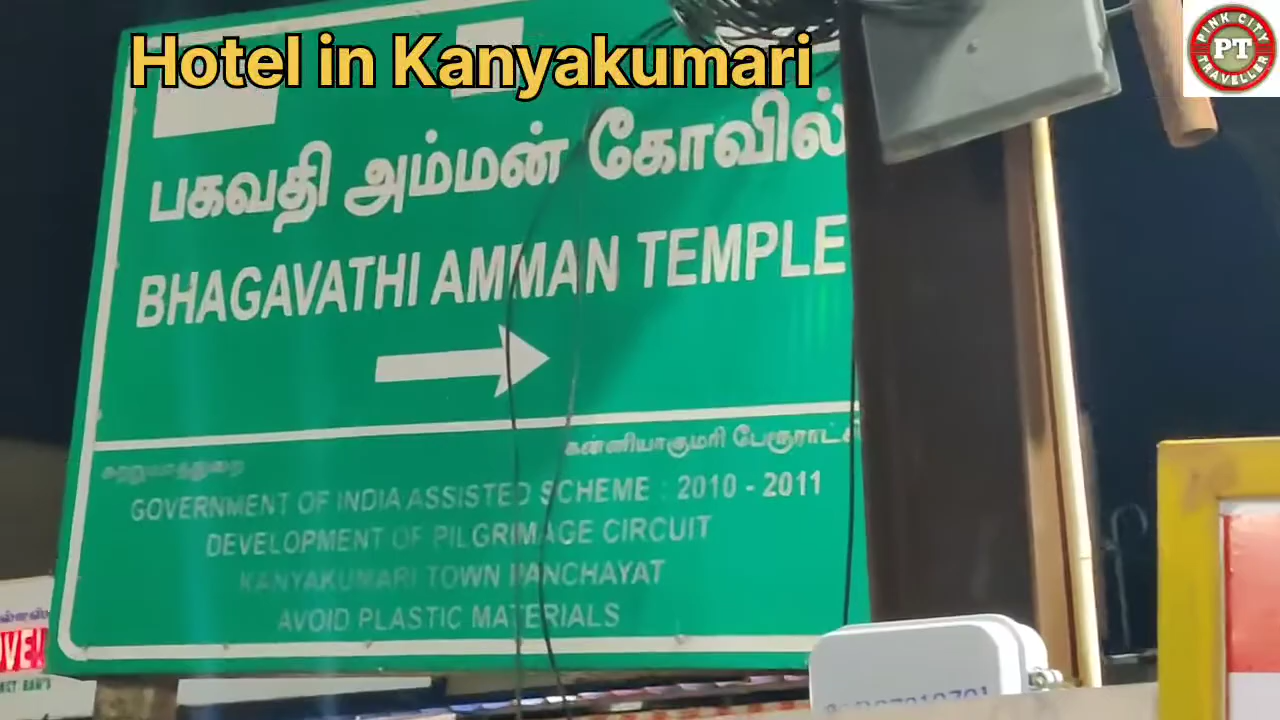 Hotel in Kanyakumari
PINK CITY
PT
TRAVELLER
பகவதி அம்மன் கோவில்
BHAGAVATHI AMMAN TEMPLE
கன்னியாகுமரி
GOVERNMENT OF INDIA ASSISTED SCHEME : 2010 - 2011
DEVELOPMENT OF PILGRIMAGE CIRCUIT
KANYAKUMARI TOWN PANCHAYAT
AVOID PLASTIC MATERIALS